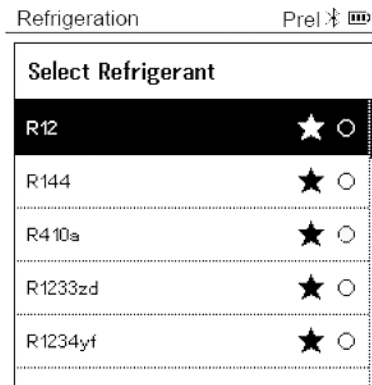 Refrigeration Prel
Select Refrigerant
R12
R144
R410a
R1233zd
R1234yf